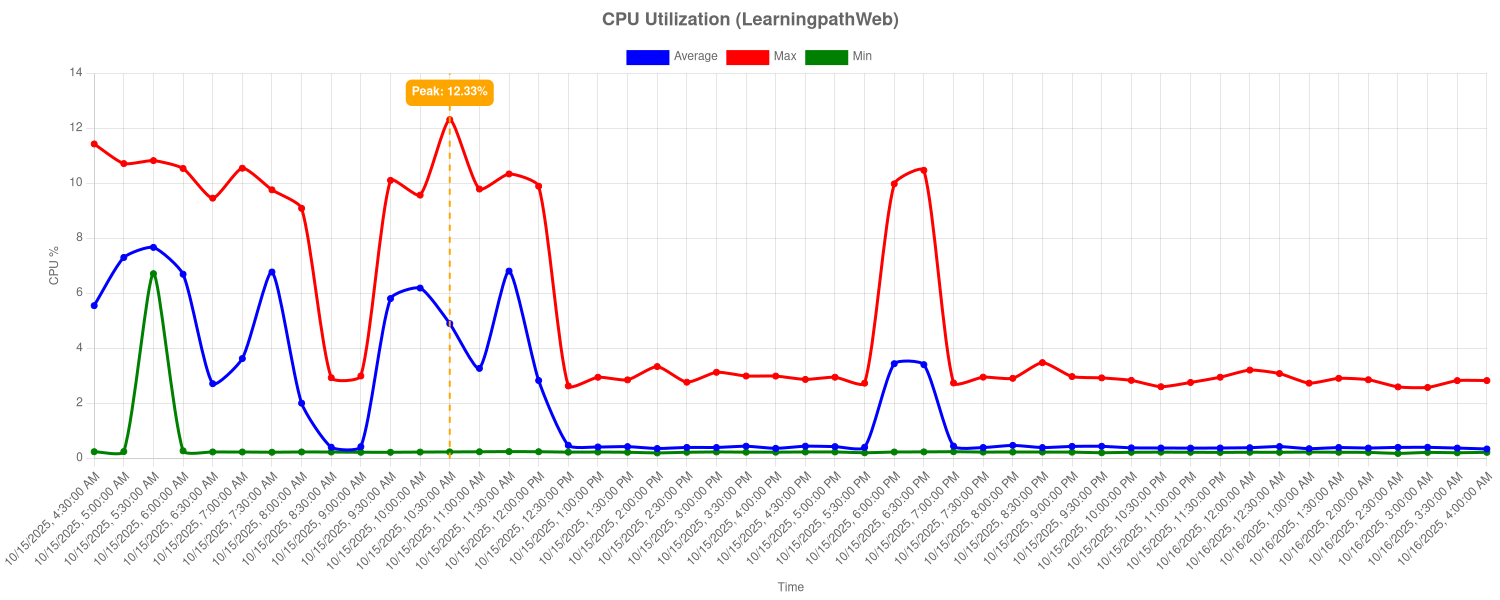 CPU Utilization (LearningpathWeb)
Average Max Min
14
Peak: 12.33%
12
10
8
6
4
2
0
CPU %
10/15/2025, 4:30:00 AM
10/15/2025, 5:00:00 AM
10/15/2025, 5:30:00 AM
10/15/2025, 6:00:00 AM
10/15/2025, 6:30:00 AM
10/15/2025, 7:00:00 AM
10/15/2025, 7:30:00 AM
10/15/2025, 8:00:00 AM
10/15/2025, 8:30:00 AM
10/15/2025, 9:00:00 AM
10/15/2025, 9:30:00 AM
10/15/2025, 10:00:00 AM
10/15/2025, 10:30:00 AM
10/15/2025, 11:00:00 AM
10/15/2025, 11:30:00 AM
10/15/2025, 12:00:00 PM
10/15/2025, 12:30:00 PM
10/15/2025, 1:00:00 PM
10/15/2025, 1:30:00 PM
10/15/2025, 2:00:00 PM
10/15/2025, 2:30:00 PM
10/15/2025, 3:00:00 PM
10/15/2025, 3:30:00 PM
10/15/2025, 4:00:00 PM
10/15/2025, 4:30:00 PM
10/15/2025, 5:00:00 PM
10/15/2025, 5:30:00 PM
10/15/2025, 6:00:00 PM
10/15/2025, 6:30:00 PM
10/15/2025, 7:00:00 PM
10/15/2025, 7:30:00 PM
10/15/2025, 8:00:00 PM
10/15/2025, 8:30:00 PM
10/15/2025, 9:00:00 PM
10/15/2025, 9:30:00 PM
10/15/2025, 10:00:00 PM
10/15/2025, 10:30:00 PM
10/15/2025, 11:00:00 PM
10/15/2025, 11:30:00 PM
10/16/2025, 12:00:00 AM
10/16/2025, 12:30:00 AM
10/16/2025, 1:00:00 AM
10/16/2025, 1:30:00 AM
10/16/2025, 2:00:00 AM
10/16/2025, 2:30:00 AM
10/16/2025, 3:00:00 AM
10/16/2025, 3:30:00 AM
10/16/2025, 4:00:00 AM
Time